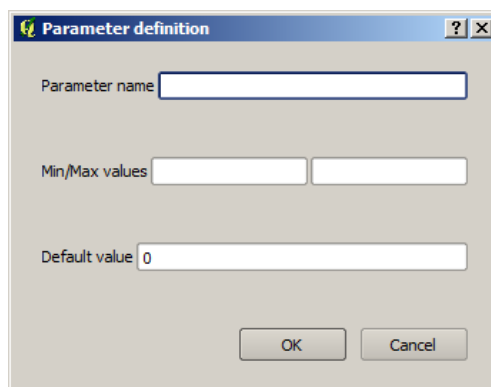 Parameter definition
Parameter name
Min/Max values
Default value 0
OK Cancel